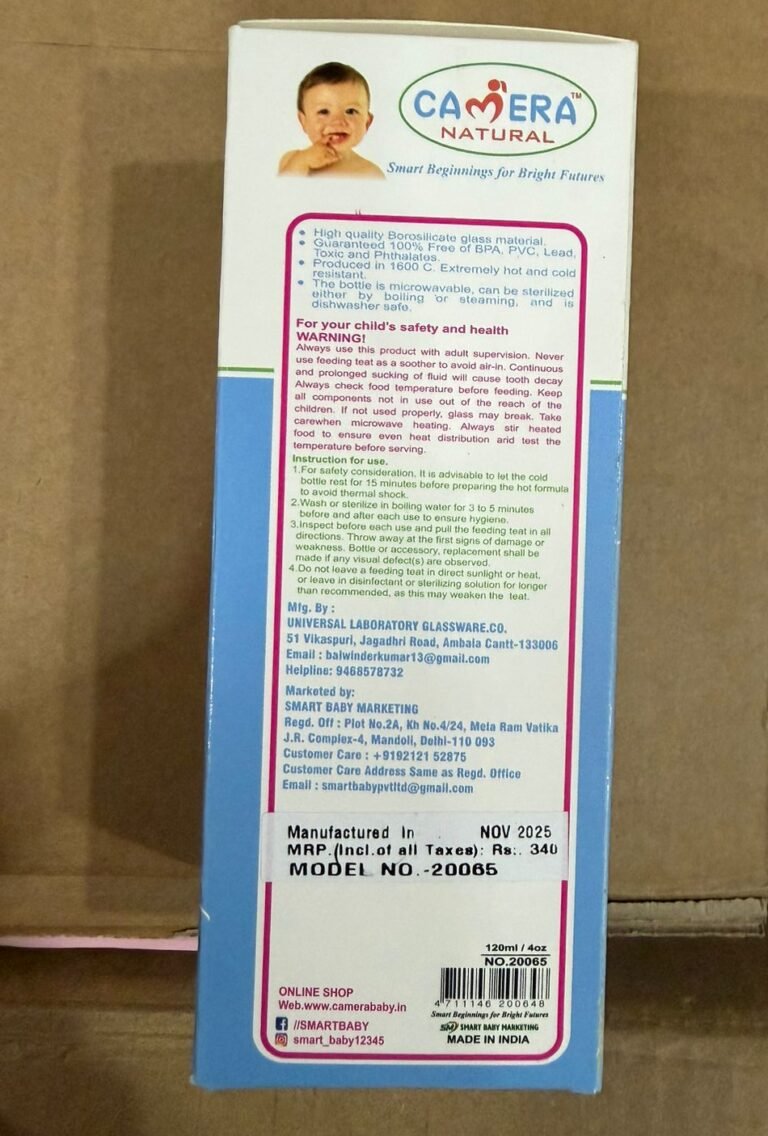 CAMERA™
NATURAL
Smart Beginnings for Bright Futures
• High quality Borosilicate glass material.
• Guaranteed 100% Free of BPA, PVC, Lead,
Toxic and Phthalates.
• Produced in 1600 C. Extremely hot and cold
resistant.
• The bottle is microwavable, can be sterilized
either by boiling or steaming, and is
dishwasher safe.
For your child's safety and health
WARNING!
Always use this product with adult supervision. Never
use feeding teat as a soother to avoid air-in. Continuous
and prolonged sucking of fluid will cause tooth decay
Always check food temperature before feeding. Keep
all components not in use out of the reach of the
children. If not used properly, glass may break. Take
carewhen microwave heating. Always stir heated
food to ensure even heat distribution and test the
temperature before serving.
Instruction for use.
1.For safety consideration. It is advisable to let the cold
bottle rest for 15 minutes before preparing the hot formula
to avoid thermal shock.
2.Wash or sterilize in boiling water for 3 to 5 minutes
before and after each use to ensure hygiene.
3.Inspect before each use and pull the feeding teat in all
directions. Throw away at the first signs of damage or
weakness. Bottle or accessory, replacement shall be
made if any visual defect(s) are observed.
4.Do not leave a feeding teat in direct sunlight or heat,
or leave in disinfectant or sterilizing solution for longer
than recommended, as this may weaken the teat.
Mfg. By :
UNIVERSAL LABORATORY GLASSWARE.CO.
51 Vikaspuri, Jagadhri Road, Ambala Cantt-133006
Email : balwinderkumar13@gmail.com
Helpline: 9468578732
Marketed by:
SMART BABY MARKETING
Regd. Off : Plot No.2A, Kh No.4/24, Mela Ram Vatika
J.R. Complex-4, Mandoli, Delhi-110 093
Customer Care : +9192121 52875
Customer Care Address Same as Regd. Office
Email : smartbabypvtltd@gmail.com
Manufactured In NOV 2025
MRP.(Incl.of all Taxes): Rs:. 340
MODEL NO.-20065
120ml / 4oz
NO.20065
4 711146 200648
Smart Beginnings for Bright Futures
SM SMART BABY MARKETING
MADE IN INDIA
ONLINE SHOP
Web.www.camerababy.in
//SMARTBABY
smart_baby12345